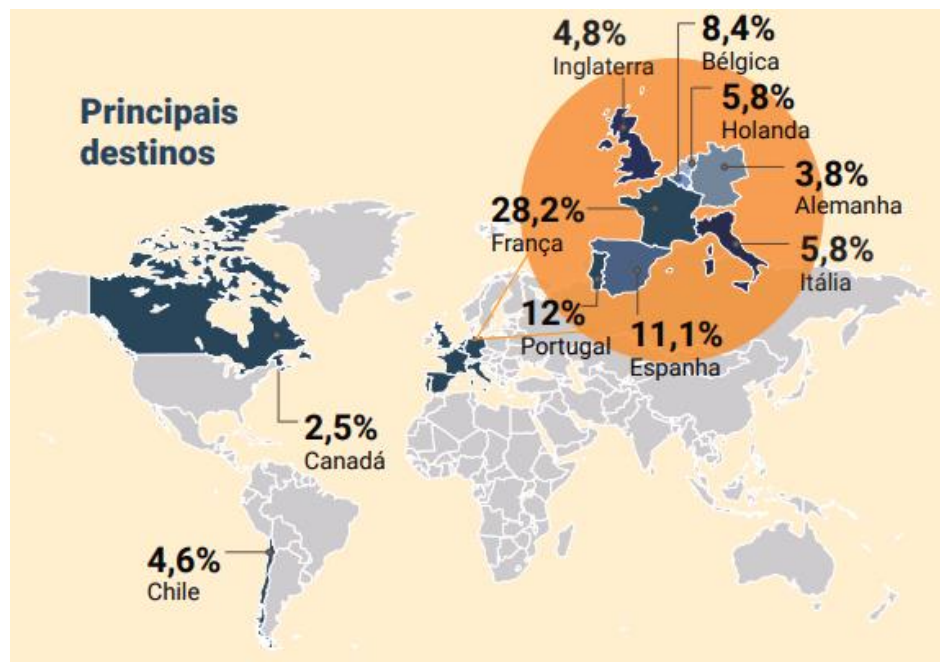 Principais
destinos
4,8%
Inglaterra
8,4%
Bélgica
5,8%
Holanda
3,8%
Alemanha
28,2%
França
5,8%
Itália
12%
Portugal
11,1%
Espanha
2,5%
Canadá
4,6%
Chile